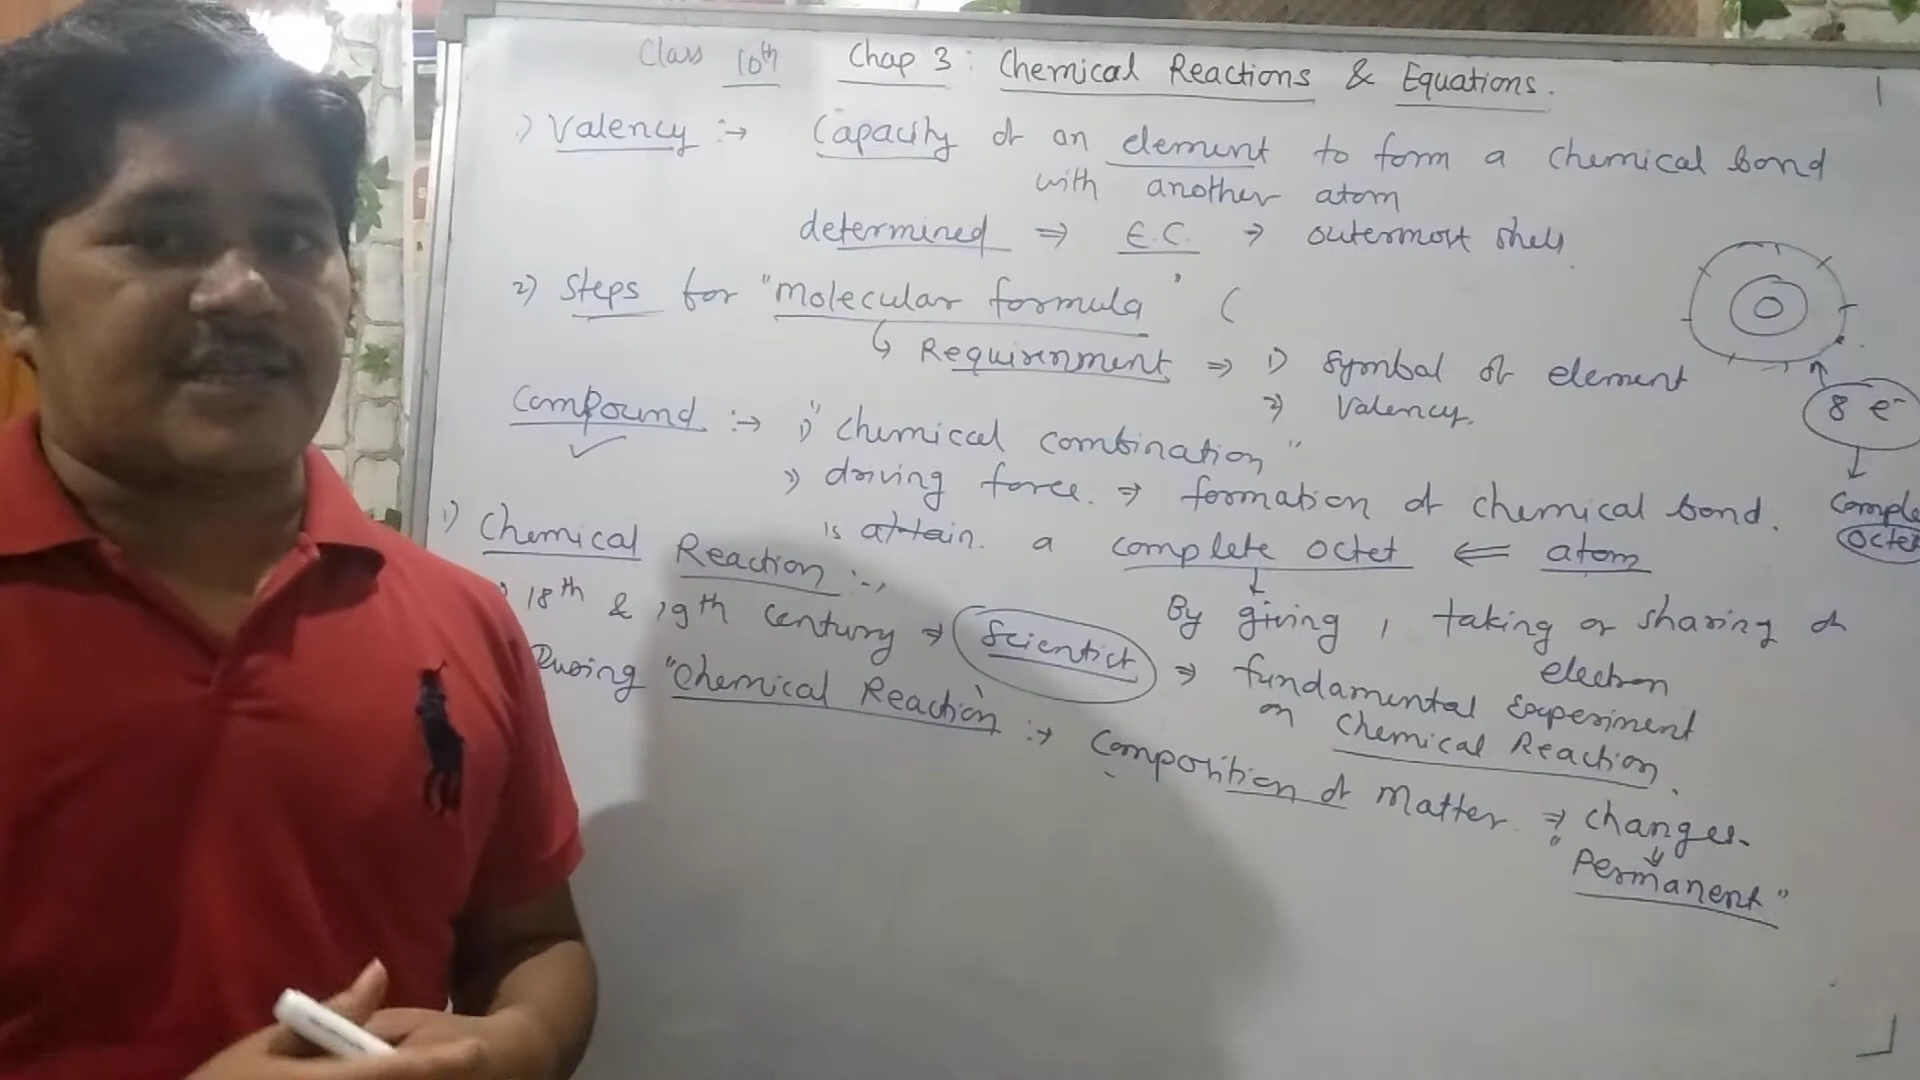 Class 10th Chap 3: Chemical Reactions & Equations. 1
1) Valency :→ Capacity of an element to form a chemical bond
with another atom
determined ⇒ E.C. → outermost shell.
2) Steps for "molecular formula" (
↳ Requirement ⇒ 1) Symbol of element
2) Valency.
8 e⁻
Compound :→ 1) "chemical combination"
2) driving force. ⇒ formation of chemical bond.
Comple
Octet
is attain. a complete octet ⇐ atom
1) Chemical Reaction :→
By giving, taking or sharing of
electron
18th & 19th century ⇒ Scientist ⇒ fundamental Experiment
on Chemical Reaction.
During "Chemical Reaction" :→ Composition of Matter ⇒ changes.
"Permanent"